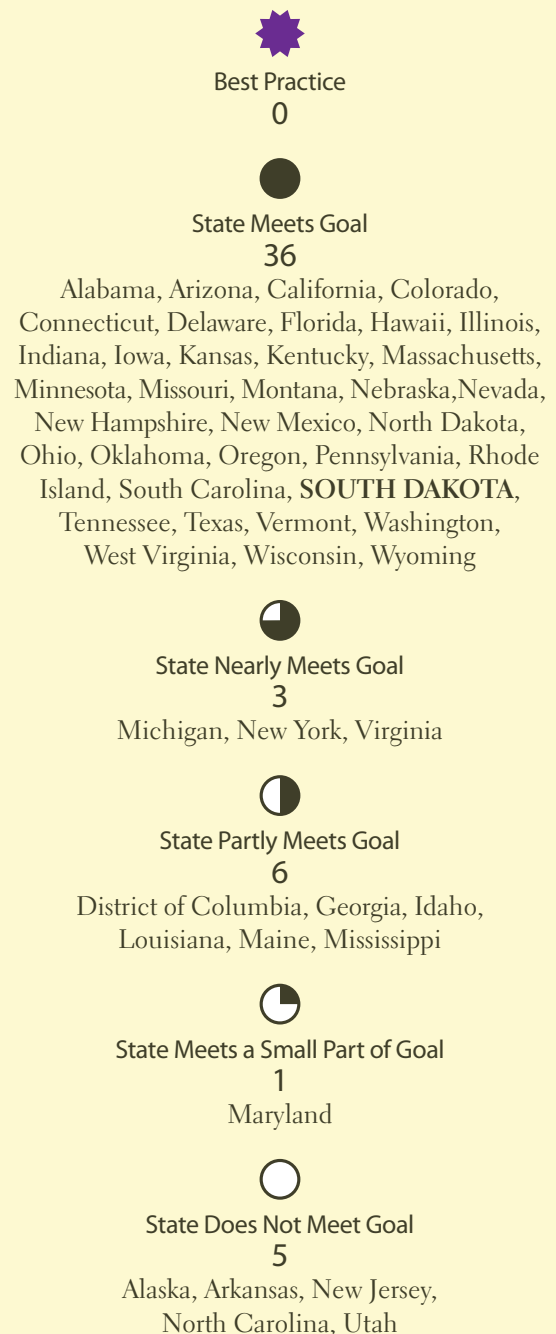 Best Practice
0
State Meets Goal
36
Alabama, Arizona, California, Colorado,
Connecticut, Delaware, Florida, Hawaii, Illinois,
Indiana, Iowa, Kansas, Kentucky, Massachusetts,
Minnesota, Missouri, Montana, Nebraska,Nevada,
New Hampshire, New Mexico, North Dakota,
Ohio, Oklahoma, Oregon, Pennsylvania, Rhode
Island, South Carolina, SOUTH DAKOTA,
Tennessee, Texas, Vermont, Washington,
West Virginia, Wisconsin, Wyoming
State Nearly Meets Goal
3
Michigan, New York, Virginia
State Partly Meets Goal
6
District of Columbia, Georgia, Idaho,
Louisiana, Maine, Mississippi
State Meets a Small Part of Goal
1
Maryland
State Does Not Meet Goal
5
Alaska, Arkansas, New Jersey,
North Carolina, Utah